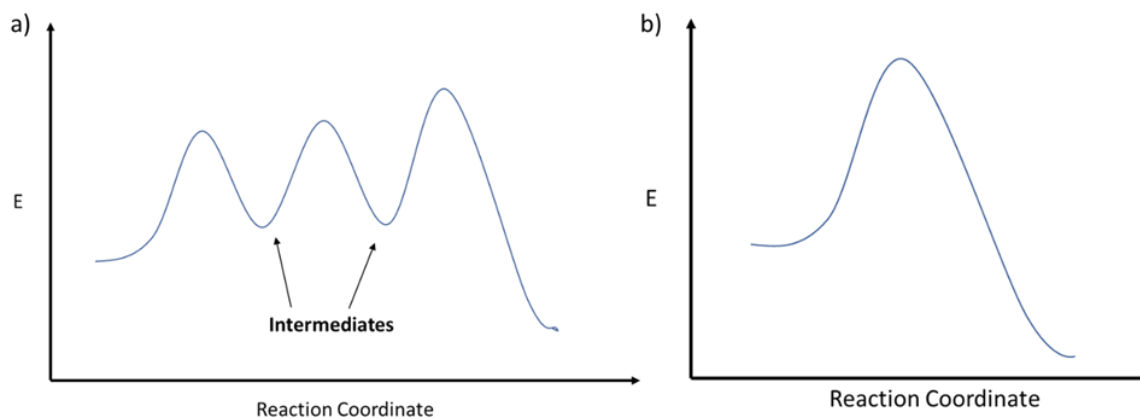 a)
E
Intermediates
Reaction Coordinate
b)
E
Reaction Coordinate